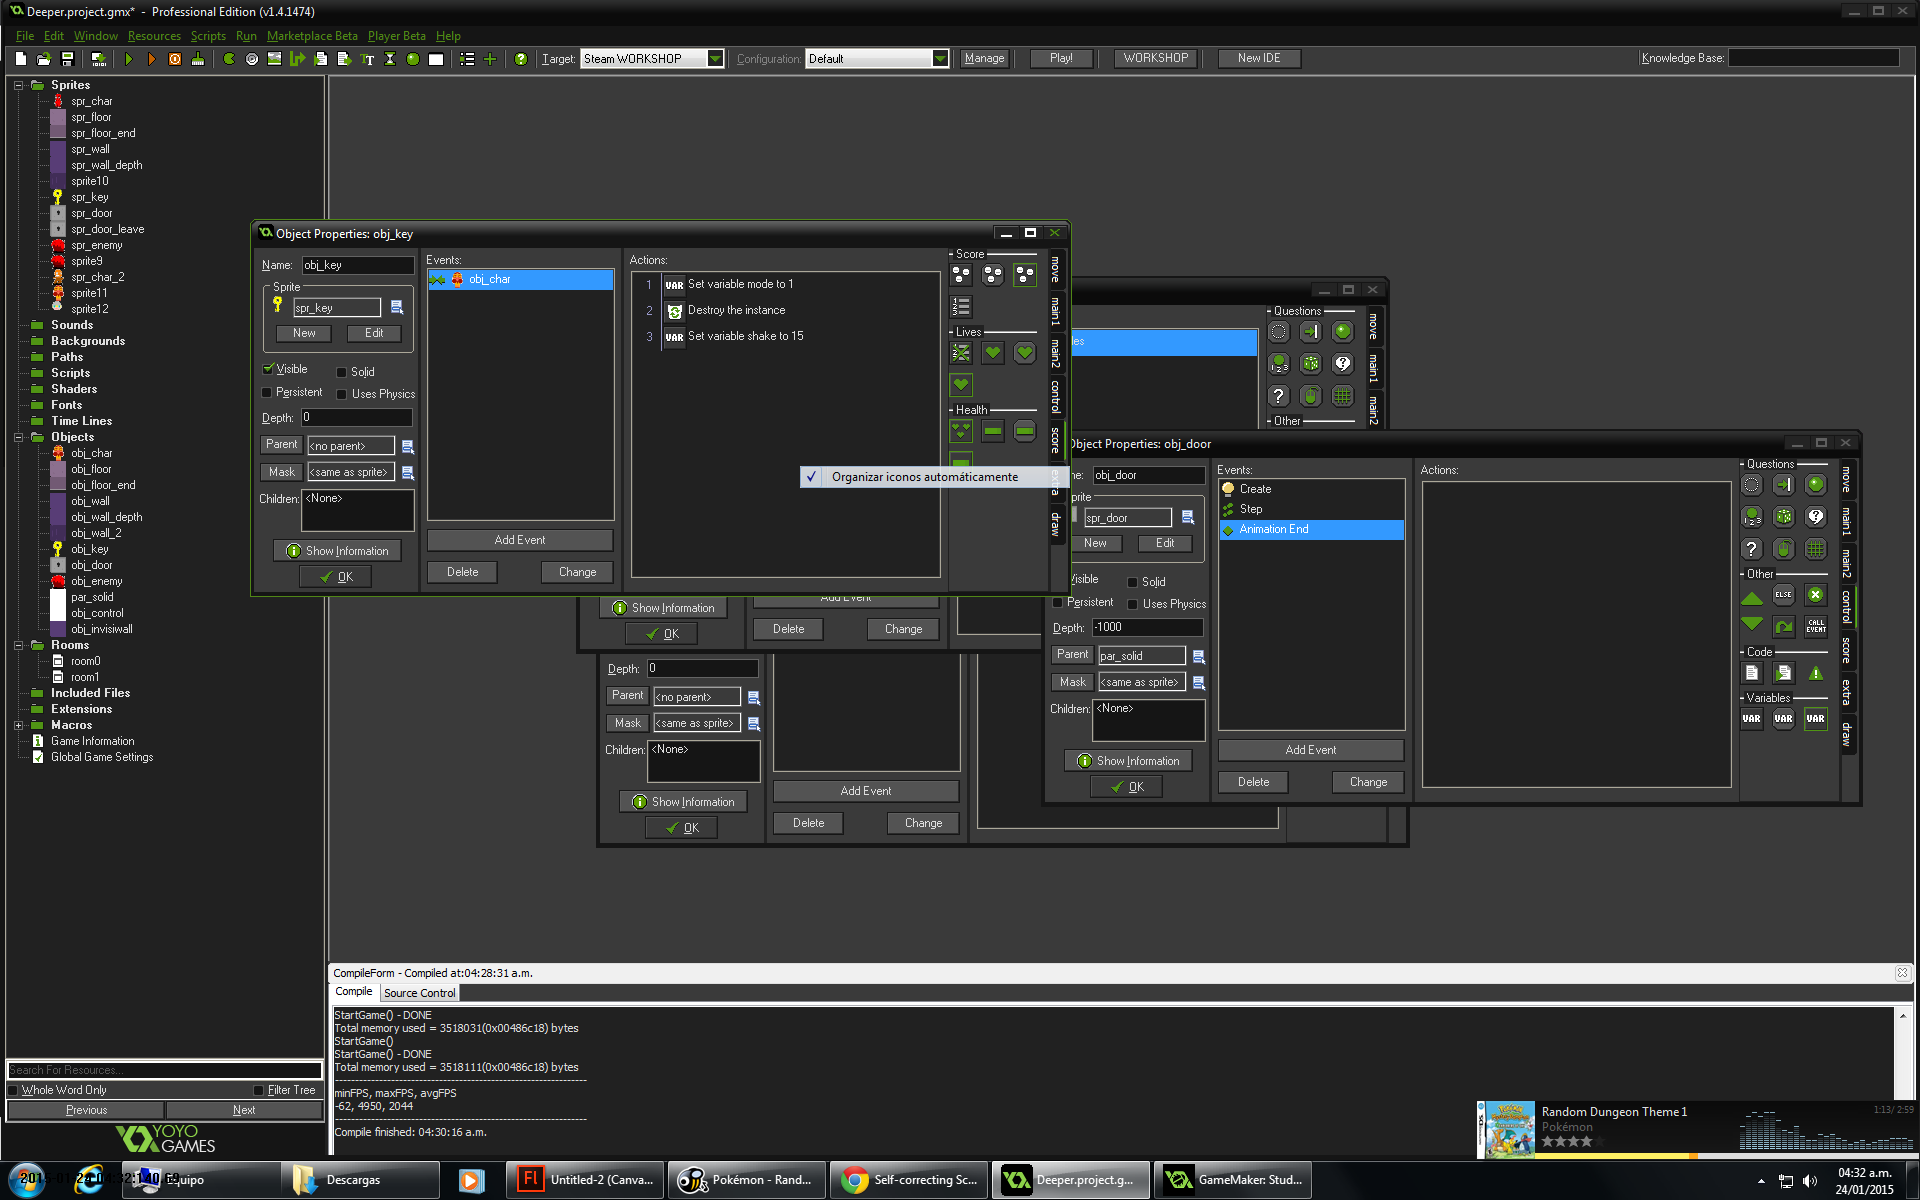 Deeper.project.gmx* - Professional Edition (v1.4.1474)
File Edit Window Resources Scripts Run Marketplace Beta Player Beta Help
Target: Steam WORKSHOP Configuration: Default Manage Play! WORKSHOP New IDE Knowledge Base:
Sprites
spr_char
spr_floor
spr_floor_end
spr_wall
spr_wall_depth
sprite10
spr_key
spr_door
spr_door_leave
spr_enemy
sprite9
spr_char_2
sprite11
sprite12
Sounds
Backgrounds
Paths
Scripts
Shaders
Fonts
Time Lines
Objects
obj_char
obj_floor
obj_floor_end
obj_wall
obj_wall_depth
obj_wall_2
obj_key
obj_door
obj_enemy
par_solid
obj_control
obj_invisiwall
Rooms
room0
room1
Included Files
Extensions
Macros
Game Information
Global Game Settings
Search For Resources...
Whole Word Only Filter Tree
Previous Next
YOYO GAMES
Object Properties: obj_key
Name: obj_key
Sprite
spr_key
New Edit
Visible Solid
Persistent Uses Physics
Depth: 0
Parent <no parent>
Mask <same as sprite>
Children: <None>
Show Information
OK
Events:
obj_char
Add Event
Delete Change
Actions:
1 VAR Set variable mode to 1
2 Destroy the instance
3 VAR Set variable shake to 15
Score
Lives
Health
move
main1
main2
control
score
extra
draw
Organizar iconos automáticamente
Questions
Other
move
main1
main2
Show Information
OK
Add Event
Delete Change
Depth: 0
Parent <no parent>
Mask <same as sprite>
Children: <None>
Show Information
OK
Add Event
Delete Change
Object Properties: obj_door
obj_door
spr_door
New Edit
Solid
Persistent Uses Physics
Depth: -1000
Parent par_solid
Mask <same as sprite>
Children: <None>
Show Information
OK
Events:
Create
Step
Animation End
Add Event
Delete Change
Actions:
Questions
Other
ELSE
CALL EVENT
Code
Variables
VAR VAR VAR
move
main1
main2
control
score
extra
draw
CompileForm - Compiled at:04:28:31 a.m.
Compile Source Control
StartGame() - DONE
Total memory used = 3518031(0x00486c18) bytes
StartGame()
StartGame() - DONE
Total memory used = 3518111(0x00486c18) bytes
minFPS, maxFPS, avgFPS
-62, 4950, 2044
Compile finished: 04:30:16 a.m.
Random Dungeon Theme 1 1:13/ 2:59
Pokémon
Equipo
Descargas
Untitled-2 (Canva...
Pokémon - Rand...
Self-correcting Sc...
Deeper.project.g...
GameMaker: Stud...
04:32 a.m.
24/01/2015